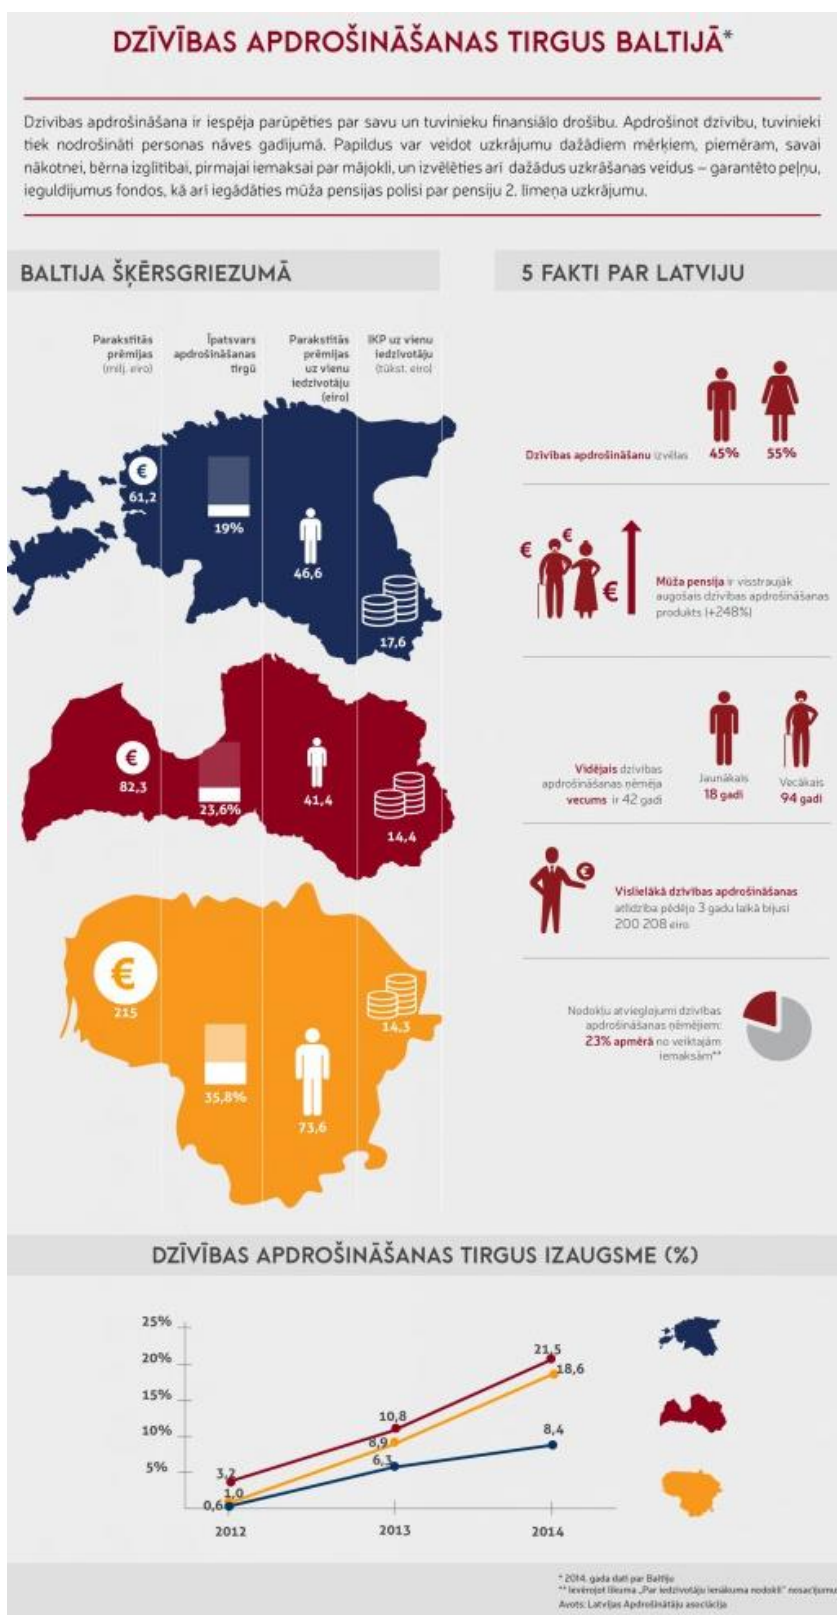 DZĪVĪBAS APDROŠINĀŠANAS TIRGUS BALTIJĀ*
Dzīvības apdrošināšana ir iespēja parūpēties par savu un tuvinieku finansiālo drošību. Apdrošinot dzīvību, tuvinieki
tiek nodrošināti personas nāves gadījumā. Papildus var veidot uzkrājumu dažādiem mērķiem, piemēram, savai
nākotnei, bērna izglītībai, pirmajai iemaksai par mājokli, un izvēlēties arī dažādus uzkrāšanas veidus – garantēto peļņu,
ieguldījumus fondos, kā arī iegādāties mūža pensijas polisi par pensiju 2. līmeņa uzkrājumu.
BALTIJA ŠĶĒRSGRIEZUMĀ
Parakstītās
prēmijas
(milj. eiro)
Īpatsvars
apdrošināšanas
tirgū
Parakstītās
prēmijas
uz vienu
iedzīvotāju
(eiro)
IKP uz vienu
iedzīvotāju
(tūkst. eiro)
€
61,2
19%
46,6
17,6
€
82,3
23,6%
41,4
14,4
€
215
35,8%
73,6
14,3
5 FAKTI PAR LATVIJU
Dzīvības apdrošināšanu izvēlas
45%
55%
€ € €
Mūža pensija ir visstraujāk
augošais dzīvības apdrošināšanas
produkts (+248%)
Vidējais dzīvības
apdrošināšanas ņēmēja
vecums ir 42 gadi
Jaunākais
18 gadi
Vecākais
94 gadi
€
Vislielākā dzīvības apdrošināšanas
atlīdzība pēdējo 3 gadu laikā bijusi
200 208 eiro
Nodokļu atvieglojumi dzīvības
apdrošināšanas ņēmējiem:
23% apmērā no veiktajām
iemaksām**
DZĪVĪBAS APDROŠINĀŠANAS TIRGUS IZAUGSME (%)
25%
20%
15%
10%
5%
3,2
1,0
0,6
10,8
8,9
6,3
21,5
18,6
8,4
2012
2013
2014
* 2014. gada dati par Baltiju
** Ievērojot likuma „Par iedzīvotāju ienākuma nodokli” nosacījumus
Avots: Latvijas Apdrošinātāju asociācija